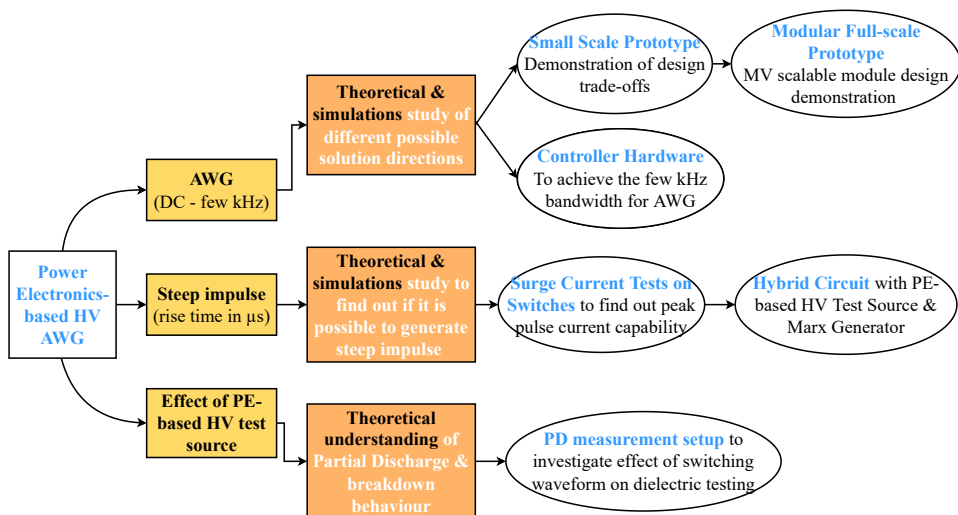 Power
Electronics-
based HV
AWG
AWG
(DC - few kHz)
Theoretical &
simulations study of
different possible
solution directions
Small Scale Prototype
Demonstration of design
trade-offs
Modular Full-scale
Prototype
MV scalable module design
demonstration
Controller Hardware
To achieve the few kHz
bandwidth for AWG
Steep impulse
(rise time in µs)
Theoretical &
simulations study to
find out if it is
possible to generate
steep impulse
Surge Current Tests on
Switches to find out peak
pulse current capability
Hybrid Circuit with PE-
based HV Test Source &
Marx Generator
Effect of PE-
based HV test
source
Theoretical
understanding of
Partial Discharge &
breakdown
behaviour
PD measurement setup to
investigate effect of switching
waveform on dielectric testing